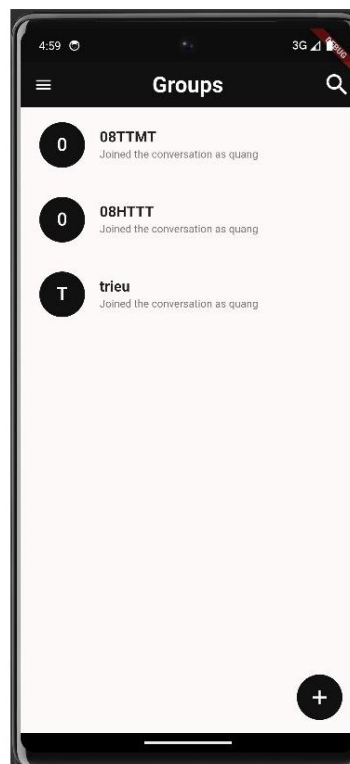 4:59 3G
DEBUG
Groups
0 08TTMT
Joined the conversation as quang
0 08HTTT
Joined the conversation as quang
T trieu
Joined the conversation as quang
+